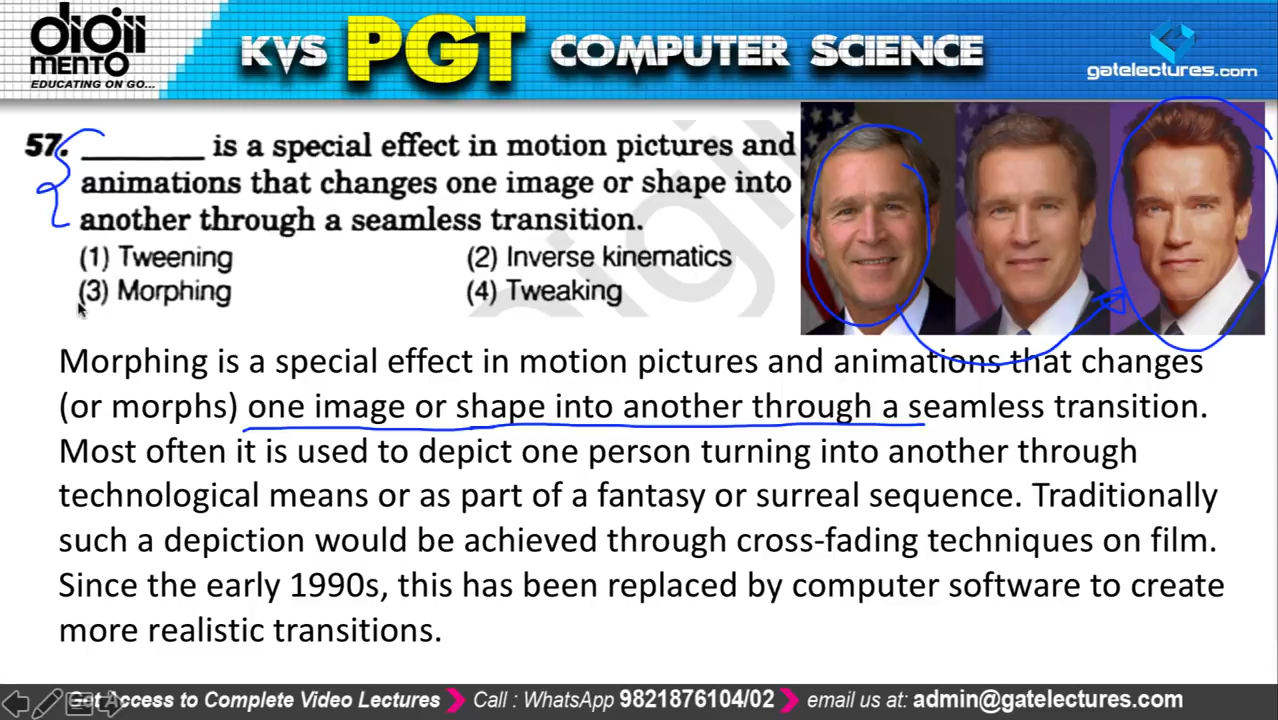 digii
MENTO
EDUCATING ON GO...
KVS PGT COMPUTER SCIENCE
gatelectures.com
57. ________ is a special effect in motion pictures and
animations that changes one image or shape into
another through a seamless transition.
(1) Tweening (2) Inverse kinematics
(3) Morphing (4) Tweaking
Morphing is a special effect in motion pictures and animations that changes
(or morphs) one image or shape into another through a seamless transition.
Most often it is used to depict one person turning into another through
technological means or as part of a fantasy or surreal sequence. Traditionally
such a depiction would be achieved through cross-fading techniques on film.
Since the early 1990s, this has been replaced by computer software to create
more realistic transitions.
Get Access to Complete Video Lectures Call : WhatsApp 9821876104/02 email us at: admin@gatelectures.com